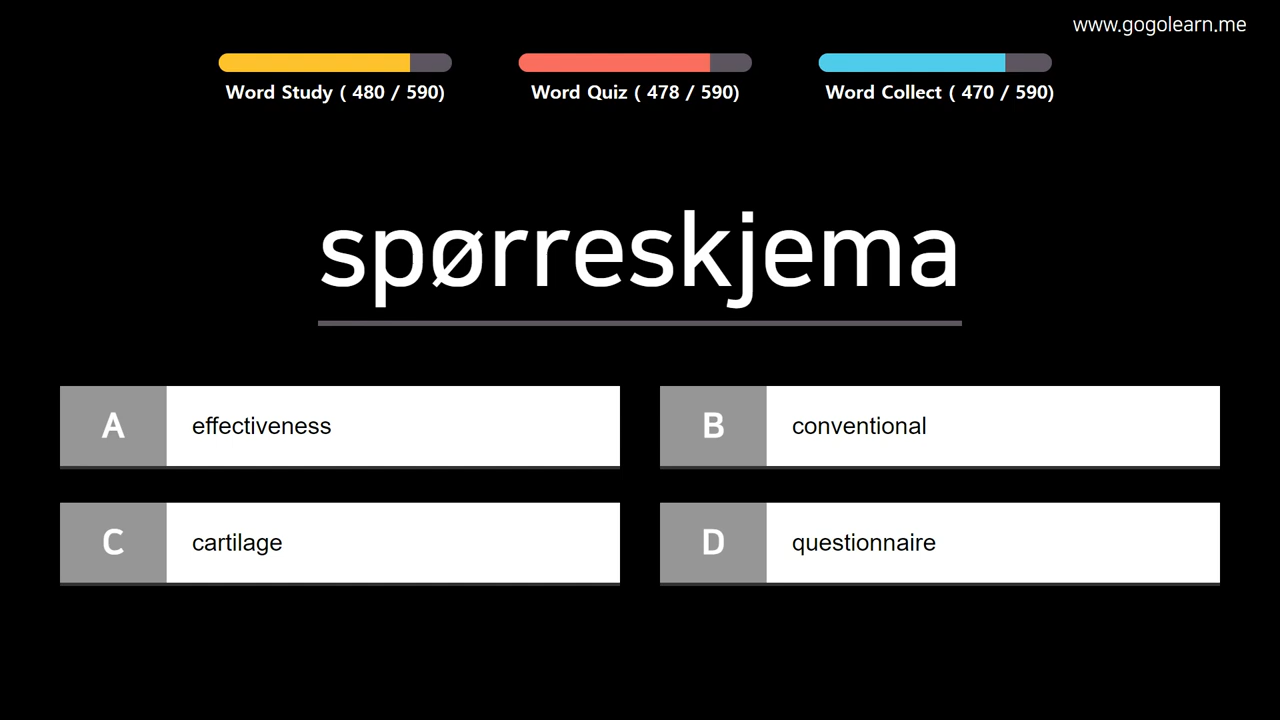 www.gogolearn.me
Word Study ( 480 / 590)
Word Quiz ( 478 / 590)
Word Collect ( 470 / 590)
spørreskjema
A effectiveness
B conventional
C cartilage
D questionnaire